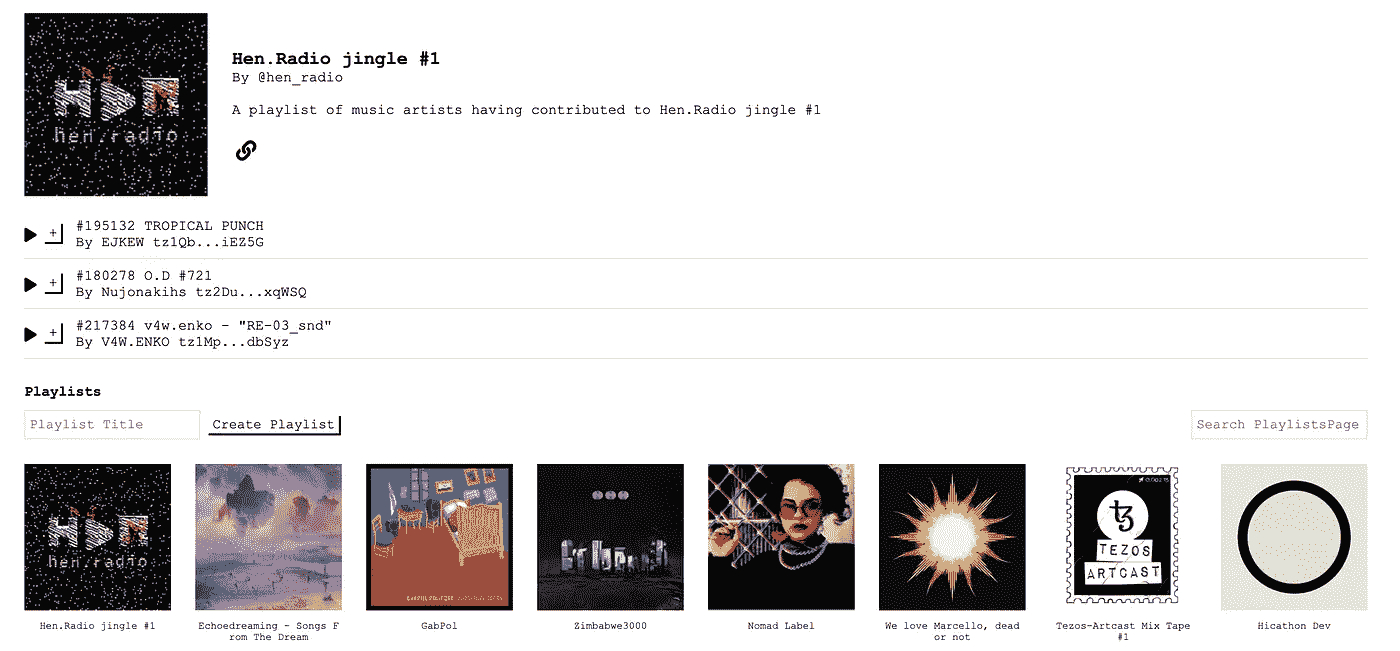 HDN
hen.radio
Hen.Radio jingle #1
By @hen_radio
A playlist of music artists having contributed to Hen.Radio jingle #1
+
#195132 TROPICAL PUNCH
By EJKEW tz1Qb...iEZ5G
+
#180278 O.D #721
By Nujonakihs tz2Du...xqWSQ
+
#217384 v4w.enko - "RE-03_snd"
By V4W.ENKO tz1Mp...dbSyz
Playlists
Playlist Title
Create Playlist
Search PlaylistsPage
HDN
hen.radio
TEZOS
ARTCAST
Hen.Radio jingle #1
Echoedreaming - Songs F
rom The Dream
GabPol
Zimbabwe3000
Nomad Label
We love Marcello, dead
or not
Tezos-Artcast Mix Tape
#1
Hicathon Dev